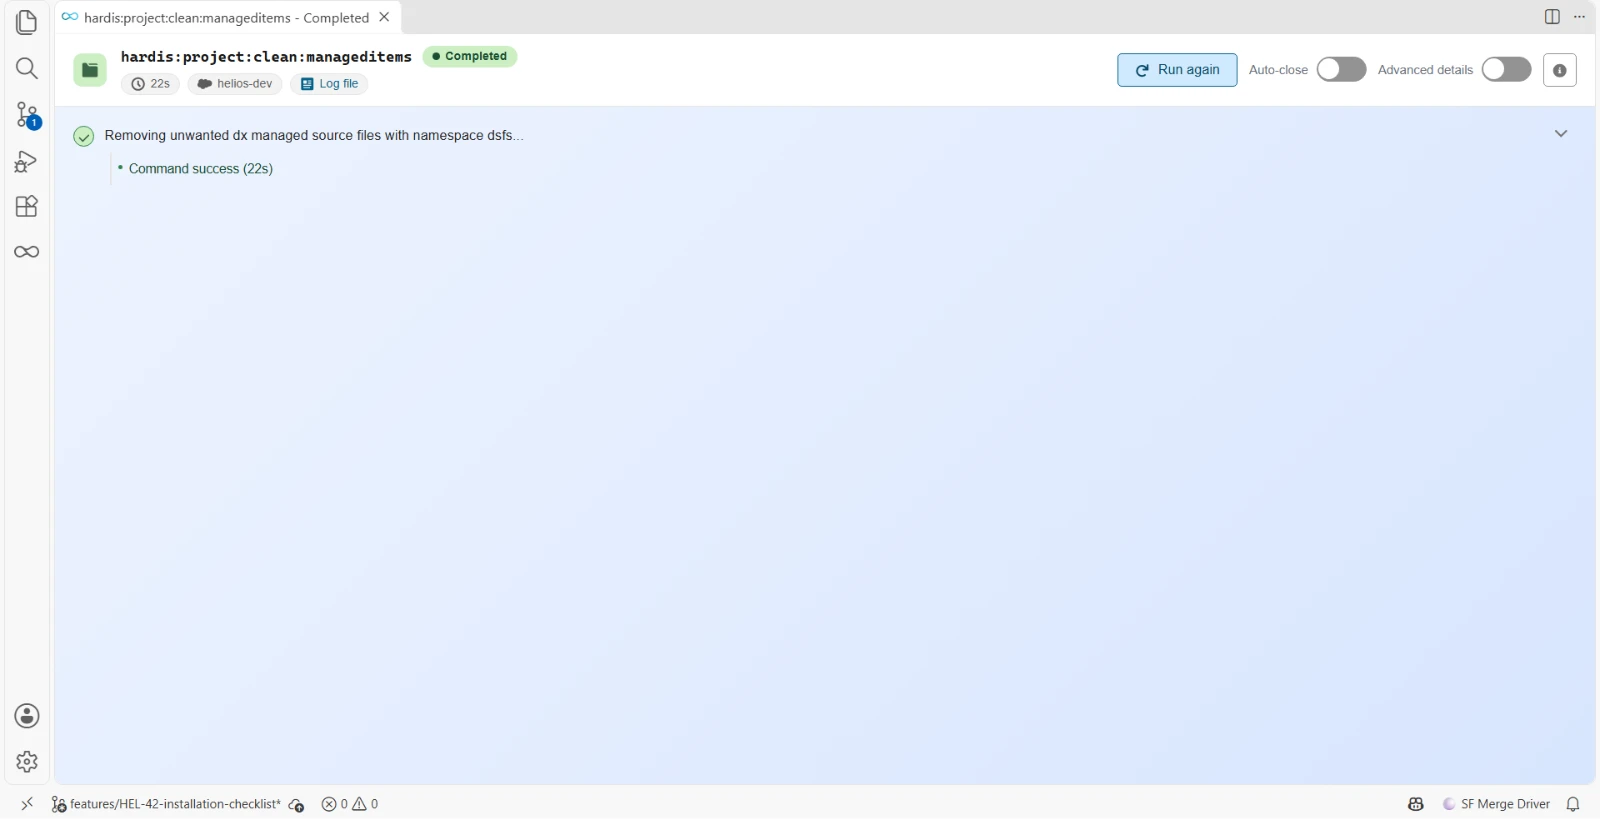 hardis:project:clean:manageditems - Completed
hardis:project:clean:manageditems
Completed
22s
helios-dev
Log file
Run again
Auto-close
Advanced details
1
Removing unwanted dx managed source files with namespace dsfs...
• Command success (22s)
features/HEL-42-installation-checklist*
0
0
SF Merge Driver